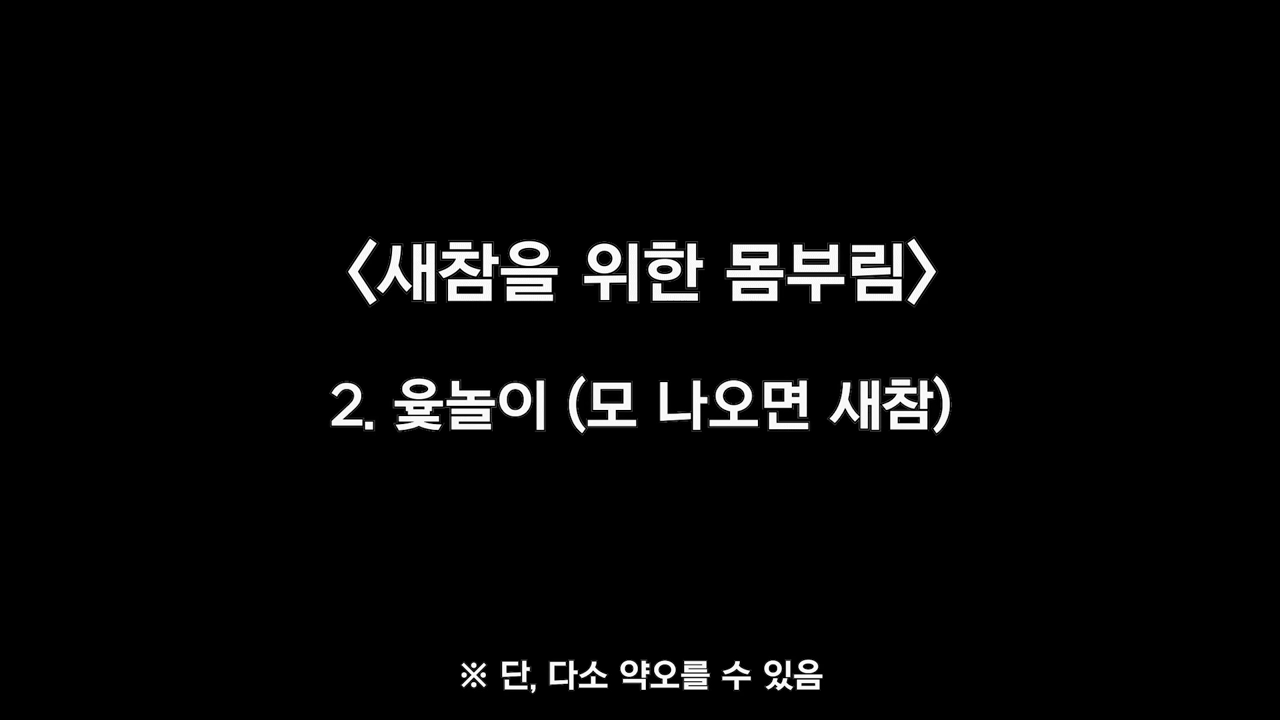 〈새참을 위한 몸부림〉
2. 윷놀이 (모 나오면 새참)
※ 단, 다소 약오를 수 있음